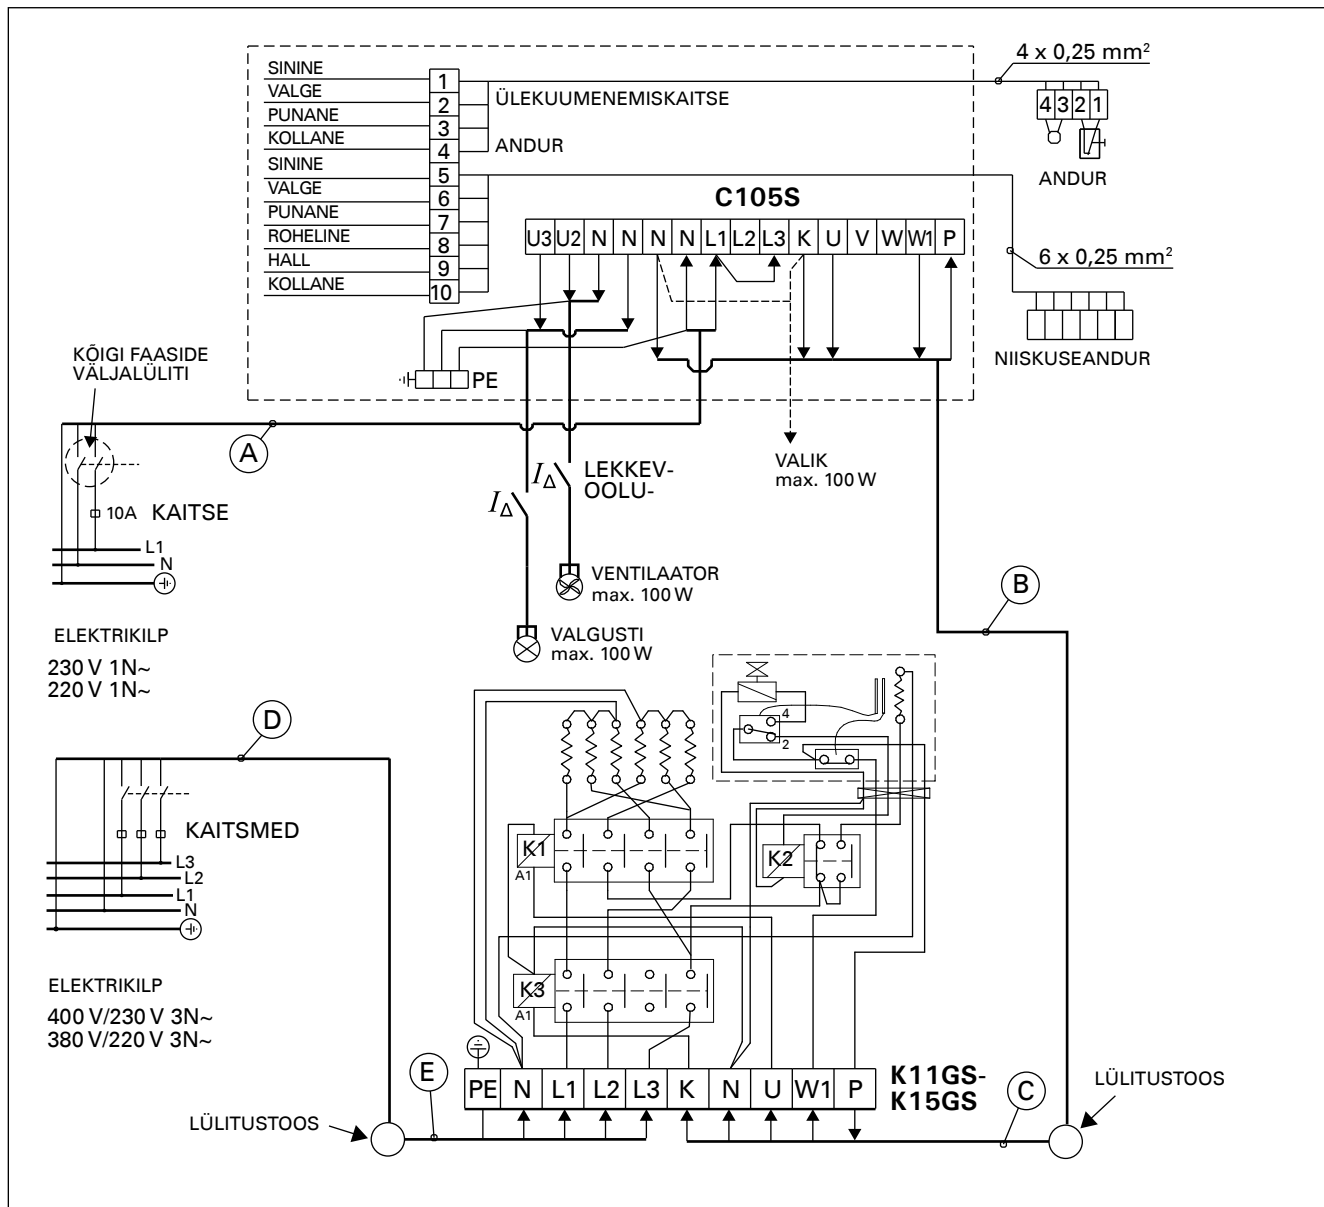 4 x 0,25 mm²
SININE
VALGE
PUNANE
KOLLANE
SININE
VALGE
PUNANE
ROHELINE
HALL
KOLLANE
1
2
3
4
5
6
7
8
9
10
ÜLEKUUMENEMISKAITSE
ANDUR
4 3 2 1
ANDUR
C105S
U3 U2 N N N N L1 L2 L3 K U V W W1 P
6 x 0,25 mm²
NIISKUSEANDUR
PE
KÕIGI FAASIDE
VÄLJALÜLITI
A
VALIK
max. 100 W
LEKKEV-
OOLU-
IΔ
IΔ
10A KAITSE
L1
N
VENTILAATOR
max. 100 W
VALGUSTI
max. 100 W
B
ELEKTRIKILP
230 V 1N~
220 V 1N~
D
4
2
KAITSMED
L3
L2
L1
N
K1
A1
K2
K3
A1
ELEKTRIKILP
400 V/230 V 3N~
380 V/220 V 3N~
E
PE N L1 L2 L3 K N U W1 P
K11GS-
K15GS
C
LÜLITUSTOOS
LÜLITUSTOOS